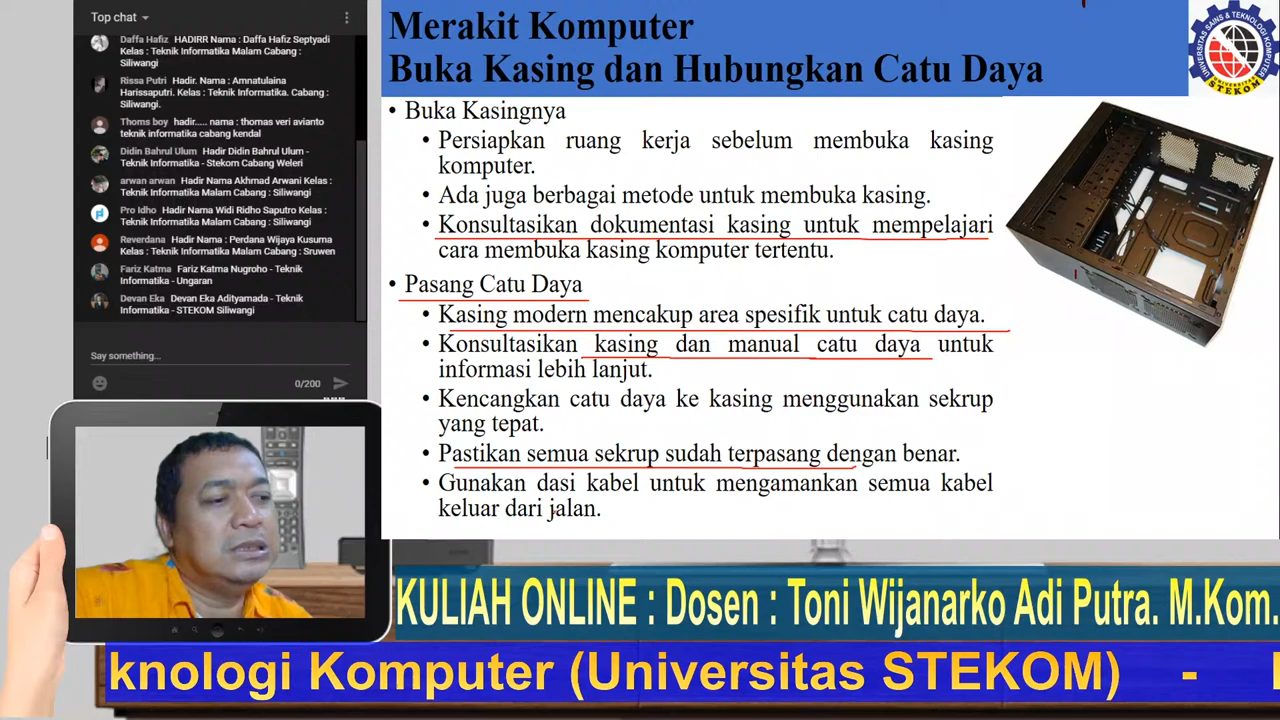 Top chat
Daffa Hafiz HADIRR Nama : Daffa Hafiz Septyadi
Kelas : Teknik Informatika Malam Cabang :
Siliwangi
Rissa Putri Hadir. Nama : Amnatulaina
Harissaputri. Kelas : Teknik Informatika. Cabang :
Siliwangi.
Thoms boy hadir..... nama : thomas veri avianto
teknik informatika cabang kendal
Didin Bahrul Ulum Hadir Didin Bahrul Ulum -
Teknik Informatika - Stekom Cabang Weleri
arwan arwan Hadir Nama Akhmad Arwani Kelas :
Teknik Informatika Malam Cabang : Siliwangi
Pro Idho Hadir Nama Widi Ridho Saputro Kelas :
Teknik Informatika Malam Cabang : Siliwangi
Reverdana Hadir Nama : Perdana Wijaya Kusuma
Kelas : Teknik Informatika Malam Cabang : Sruwen
Fariz Katma Fariz Katma Nugroho - Teknik
Informatika - Ungaran
Devan Eka Devan Eka Adityamada - Teknik
Informatika - STEKOM Siliwangi
Say something...
0/200
Merakit Komputer
Buka Kasing dan Hubungkan Catu Daya
UNIVERSITAS SAINS & TEKNOLOGI KOMPUTER
UNIVERSITAS
STEKOM
• Buka Kasingnya
• Persiapkan ruang kerja sebelum membuka kasing
komputer.
• Ada juga berbagai metode untuk membuka kasing.
• Konsultasikan dokumentasi kasing untuk mempelajari
cara membuka kasing komputer tertentu.
• Pasang Catu Daya
• Kasing modern mencakup area spesifik untuk catu daya.
• Konsultasikan kasing dan manual catu daya untuk
informasi lebih lanjut.
• Kencangkan catu daya ke kasing menggunakan sekrup
yang tepat.
• Pastikan semua sekrup sudah terpasang dengan benar.
• Gunakan dasi kabel untuk mengamankan semua kabel
keluar dari jalan.
KULIAH ONLINE : Dosen : Toni Wijanarko Adi Putra. M.Kom.
knologi Komputer (Universitas STEKOM) -